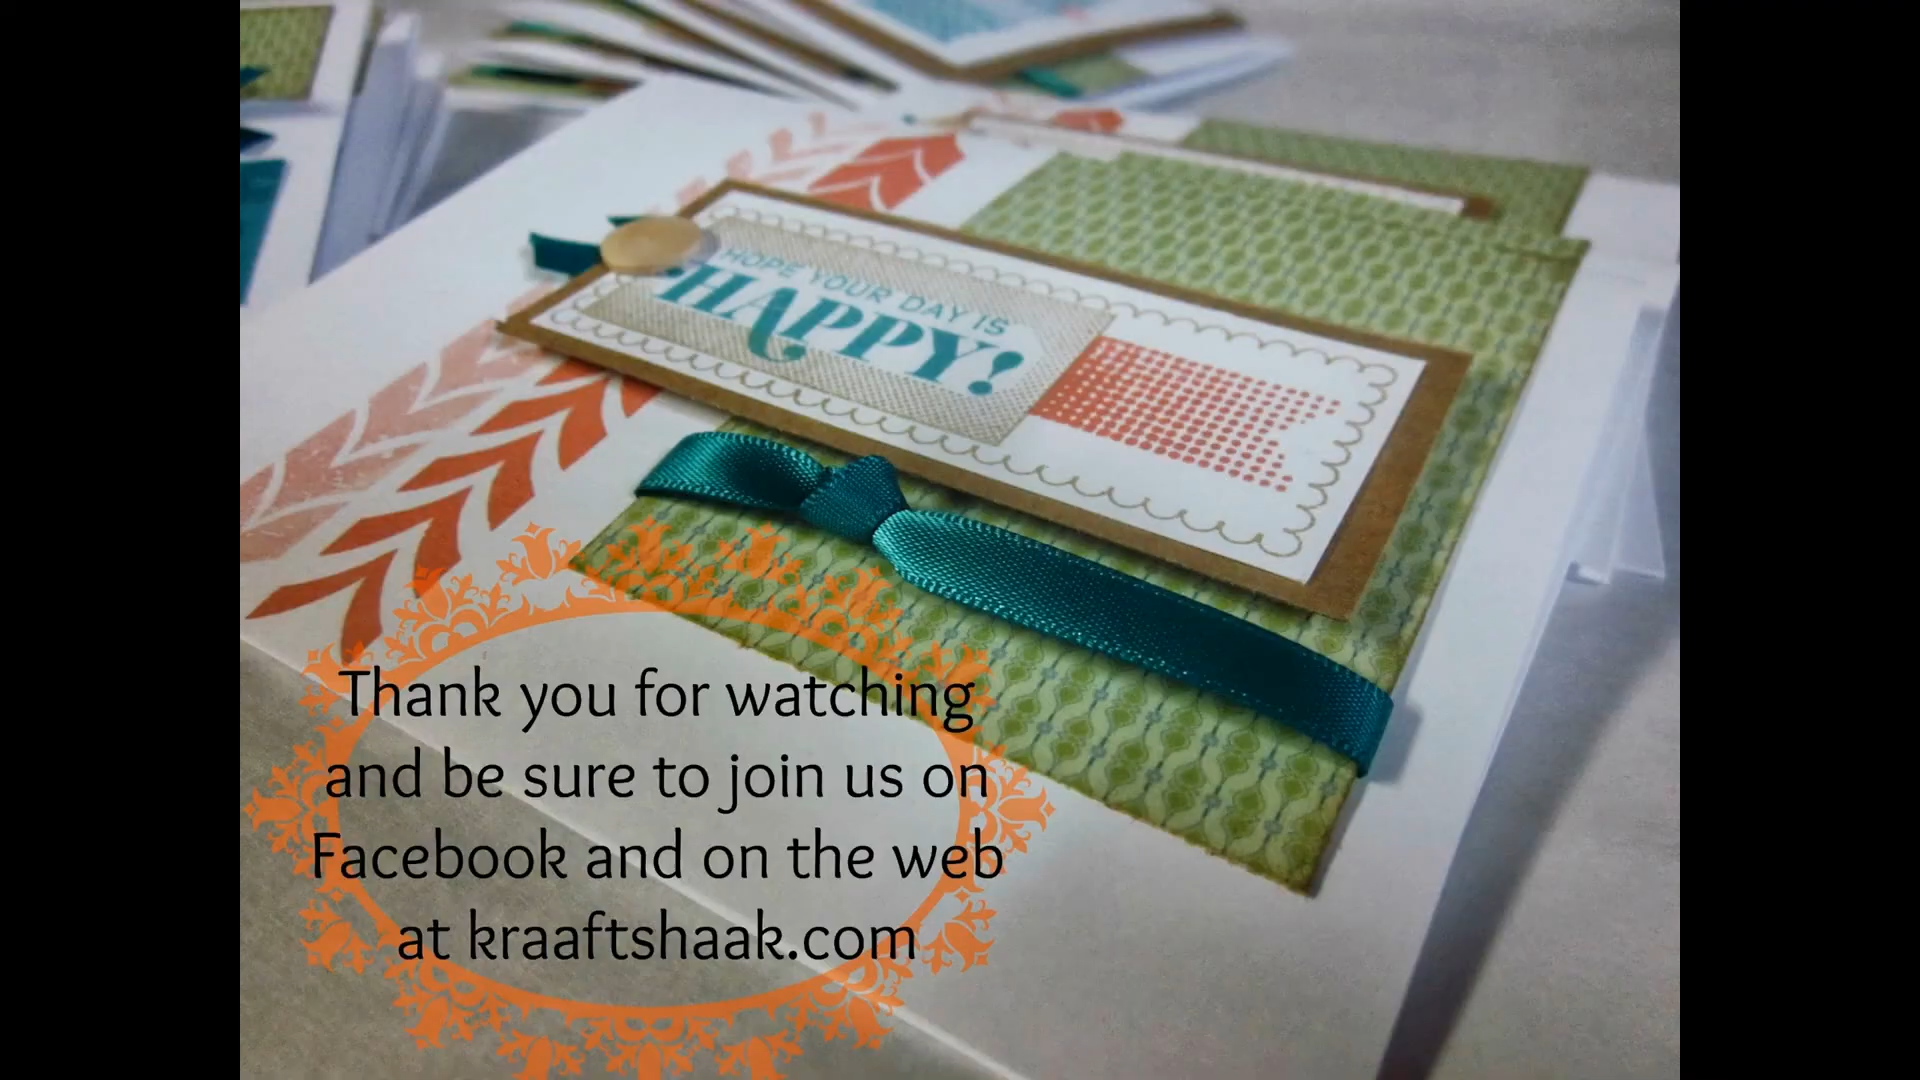 HOPE YOUR DAY IS
HAPPY!
Thank you for watching
and be sure to join us on
Facebook and on the web
at kraaftshaak.com